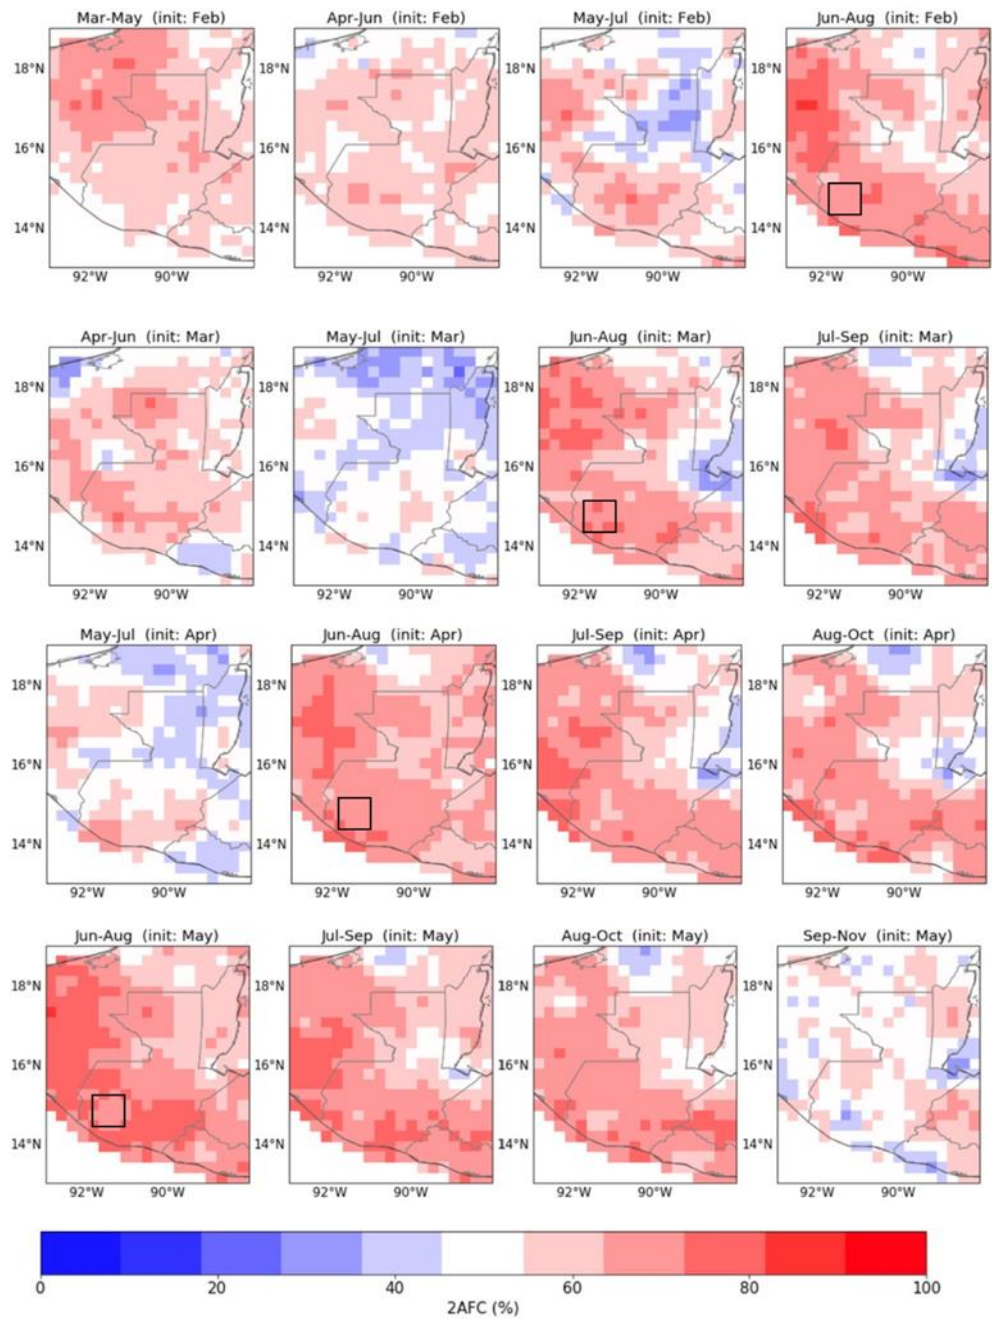 Mar-May (init: Feb) Apr-Jun (init: Feb) May-Jul (init: Feb) Jun-Aug (init: Feb)
18°N 18°N 18°N 18°N
16°N 16°N 16°N 16°N
14°N 14°N 14°N 14°N
92°W 90°W 92°W 90°W 92°W 90°W 92°W 90°W
Apr-Jun (init: Mar) May-Jul (init: Mar) Jun-Aug (init: Mar) Jul-Sep (init: Mar)
18°N 18°N 18°N 18°N
16°N 16°N 16°N 16°N
14°N 14°N 14°N 14°N
92°W 90°W 92°W 90°W 92°W 90°W 92°W 90°W
May-Jul (init: Apr) Jun-Aug (init: Apr) Jul-Sep (init: Apr) Aug-Oct (init: Apr)
18°N 18°N 18°N 18°N
16°N 16°N 16°N 16°N
14°N 14°N 14°N 14°N
92°W 90°W 92°W 90°W 92°W 90°W 92°W 90°W
Jun-Aug (init: May) Jul-Sep (init: May) Aug-Oct (init: May) Sep-Nov (init: May)
18°N 18°N 18°N 18°N
16°N 16°N 16°N 16°N
14°N 14°N 14°N 14°N
92°W 90°W 92°W 90°W 92°W 90°W 92°W 90°W
0 20 40 60 80 100
2AFC (%)